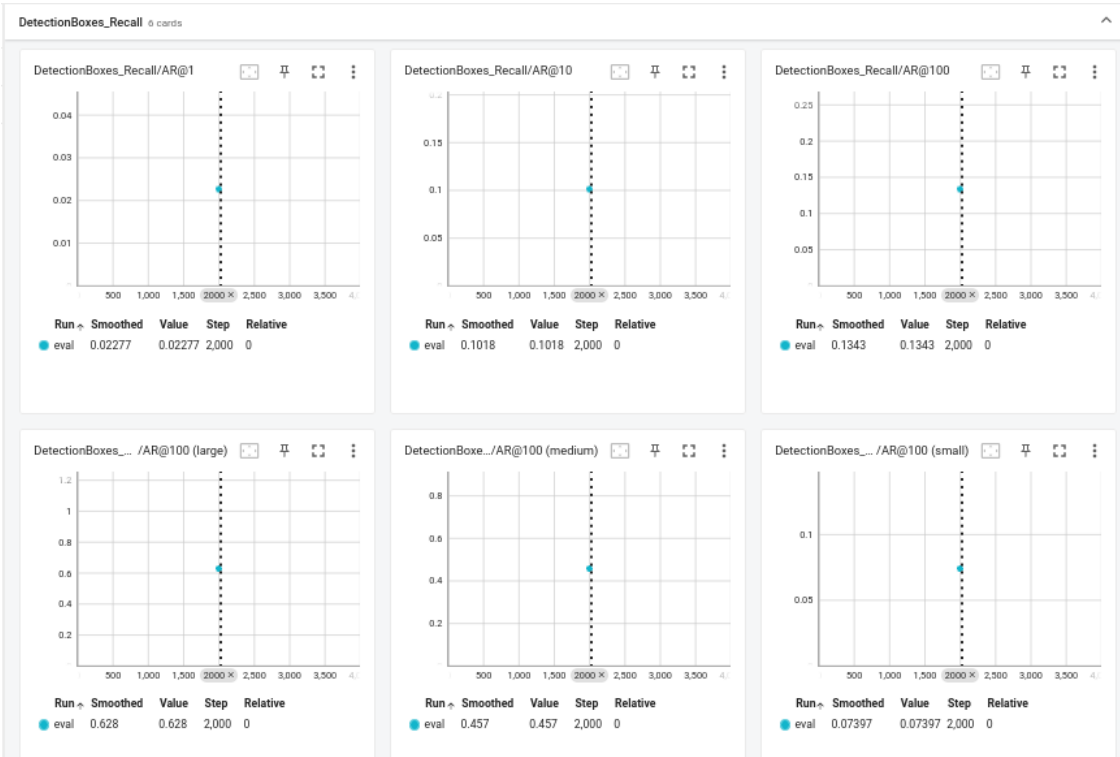 DetectionBoxes_Recall 6 cards
DetectionBoxes_Recall/AR@1
0.04
0.03
0.02
0.01
500 1,000 1,500 2000 × 2,500 3,000 3,500 4,
Run Smoothed Value Step Relative
eval 0.02277 0.02277 2,000 0
DetectionBoxes_Recall/AR@10
0.2
0.15
0.1
0.05
500 1,000 1,500 2000 × 2,500 3,000 3,500 4,
Run Smoothed Value Step Relative
eval 0.1018 0.1018 2,000 0
DetectionBoxes_Recall/AR@100
0.25
0.2
0.15
0.1
0.05
500 1,000 1,500 2000 × 2,500 3,000 3,500 4,
Run Smoothed Value Step Relative
eval 0.1343 0.1343 2,000 0
DetectionBoxes_... /AR@100 (large)
1.2
1
0.8
0.6
0.4
0.2
500 1,000 1,500 2000 × 2,500 3,000 3,500 4,
Run Smoothed Value Step Relative
eval 0.628 0.628 2,000 0
DetectionBoxe.../AR@100 (medium)
0.8
0.6
0.4
0.2
500 1,000 1,500 2000 × 2,500 3,000 3,500 4,
Run Smoothed Value Step Relative
eval 0.457 0.457 2,000 0
DetectionBoxes_... /AR@100 (small)
0.1
0.05
500 1,000 1,500 2000 × 2,500 3,000 3,500 4,
Run Smoothed Value Step Relative
eval 0.07397 0.07397 2,000 0